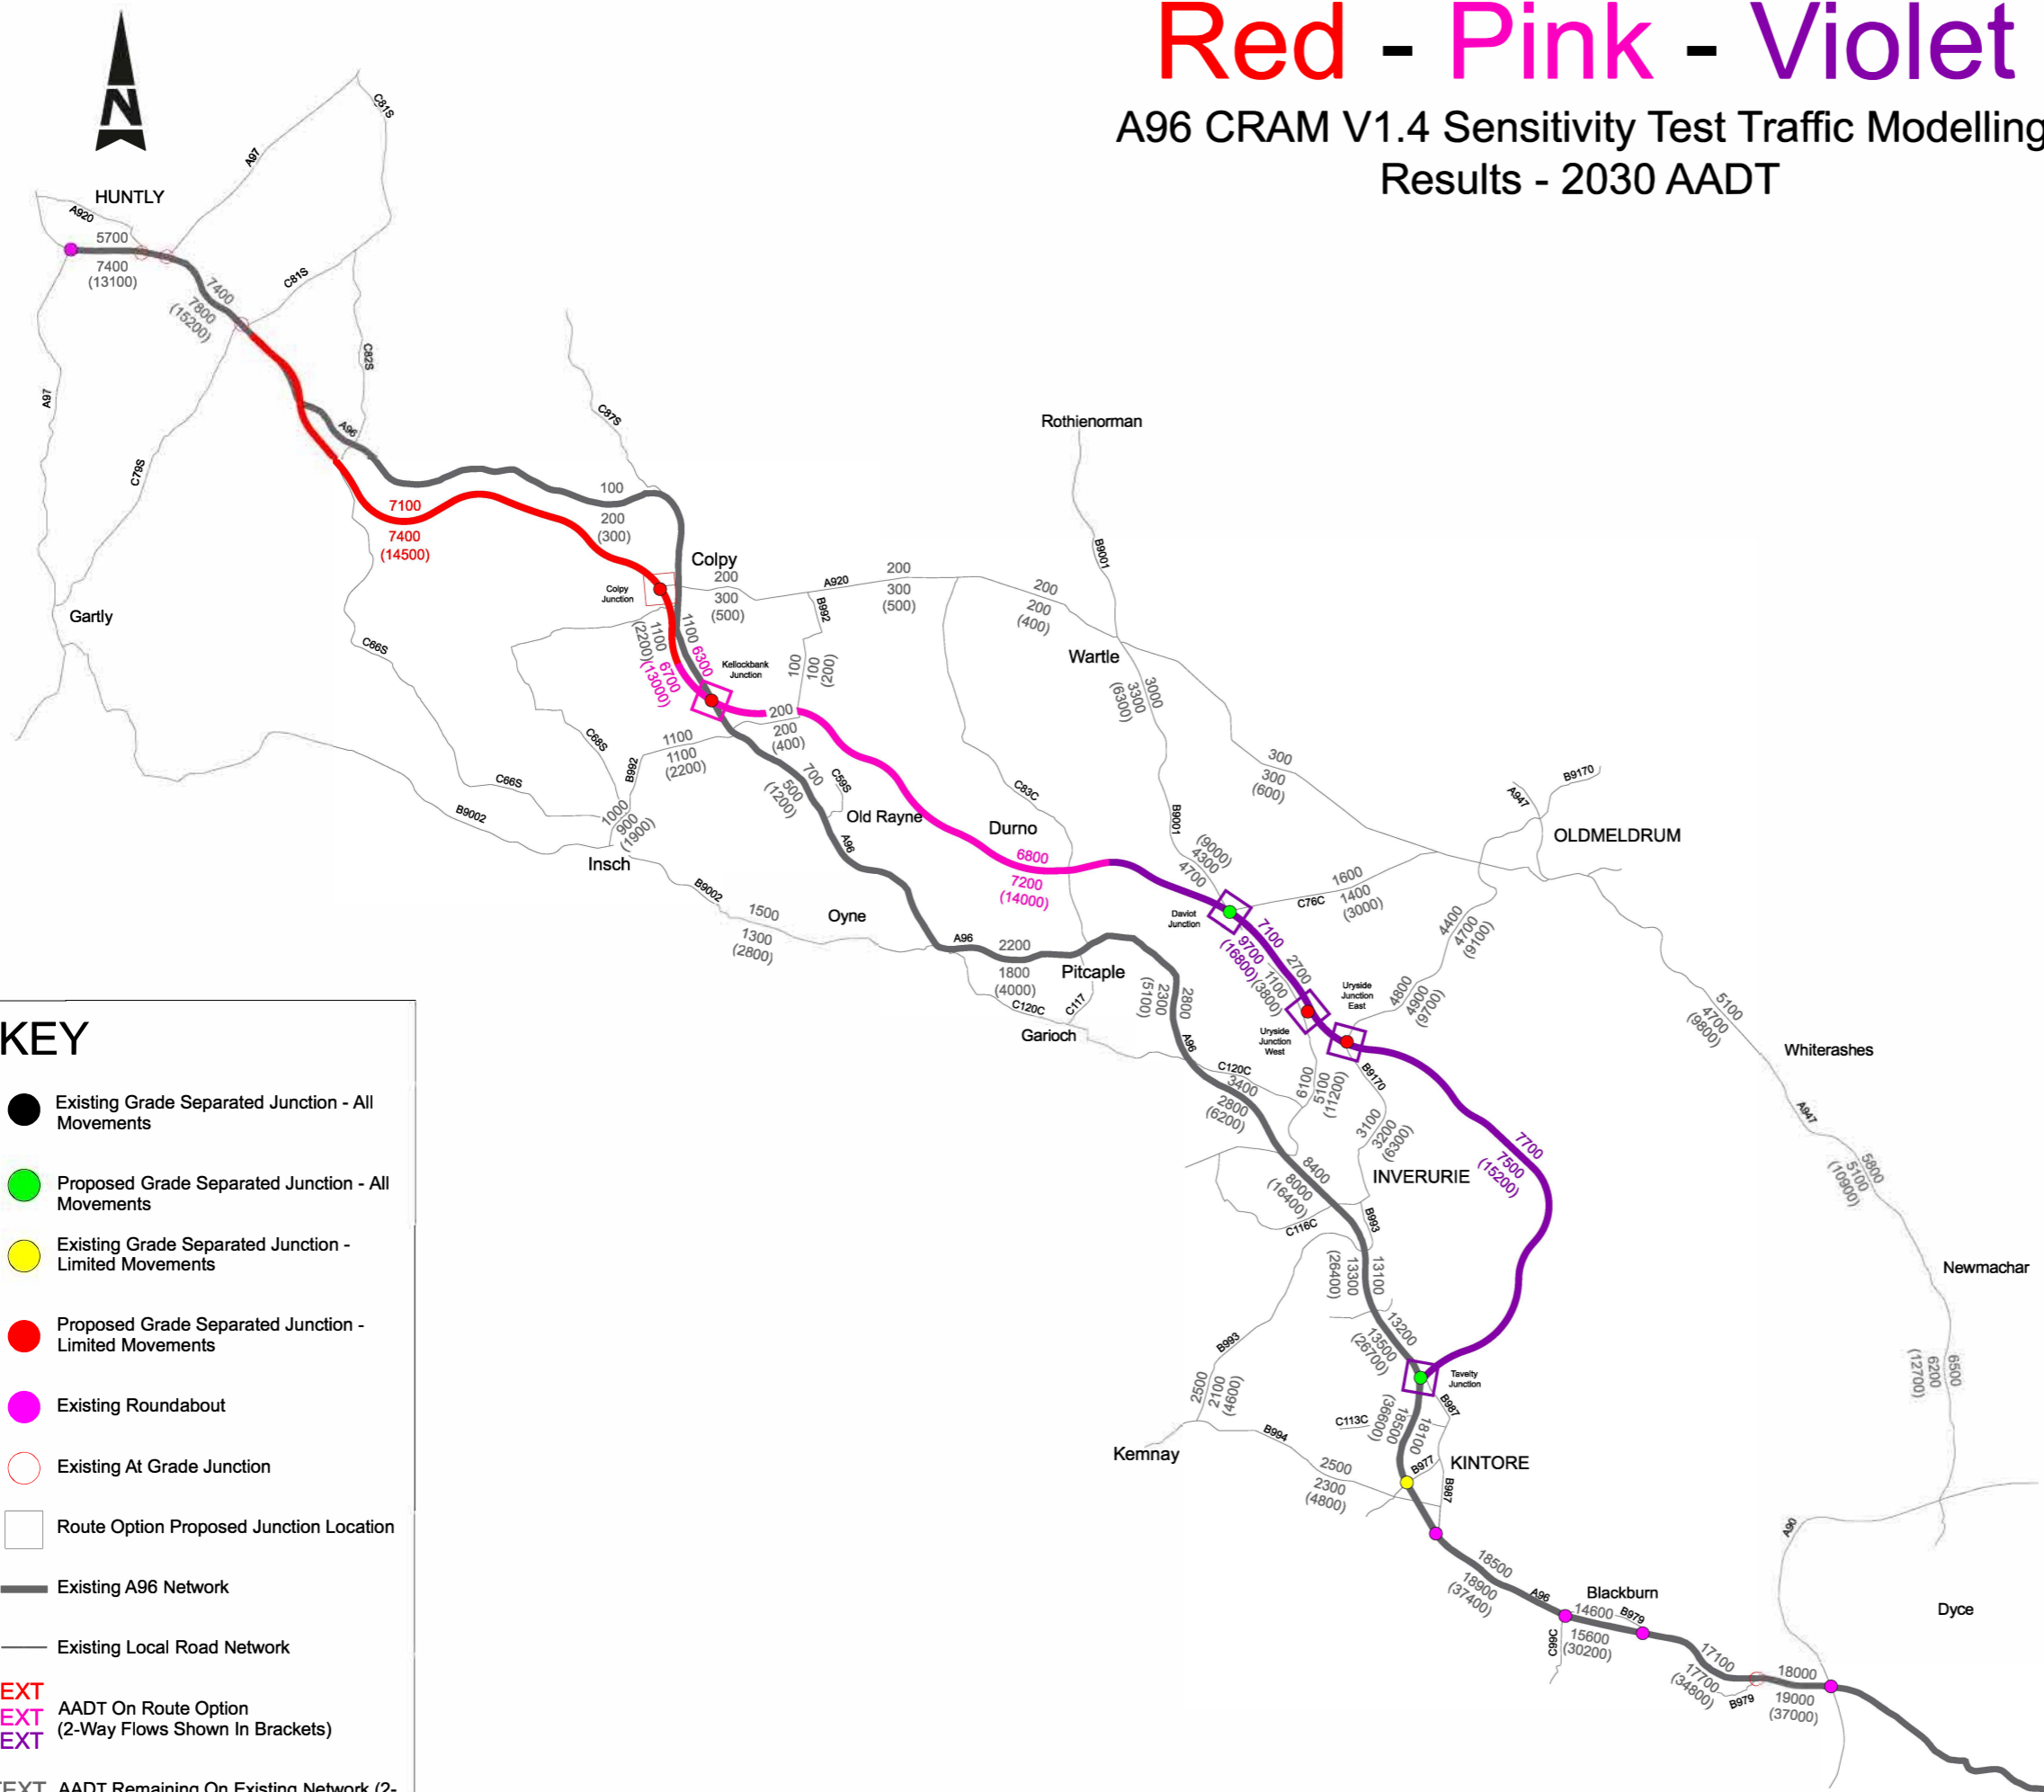 Red - Pink - Violet
A96 CRAM V1.4 Sensitivity Test Traffic Modelling
Results - 2030 AADT
N
C81S
A97
HUNTLY
A920
5700
7400
(13100)
C81S
7400
7800
(15200)
C82S
A97
C79S
A96
C87S
Rothienorman
B9001
100
200
(300)
7100
7400
(14500)
Colpy
Colpy
Junction
200
300
(500)
A920
200
300
(500)
200
200
(400)
B992
Gartly
C66S
1100
1100
(2200)
6300
6700
(13000)
Kellockbank
Junction
100
100
(200)
Wartle
3000
3300
(6300)
200
200
(400)
C68S
B992
1100
1100
(2200)
700
500
(1200)
C59S
C83C
300
300
(600)
B9170
A947
C66S
B9002
1000
900
(1900)
Old Rayne
Durno
B9001
OLDMELDRUM
Insch
A96
6800
7200
(14000)
(9000)
4300
4700
1600
1400
(3000)
C76C
B9002
1500
1300
(2800)
Oyne
Daviot
Junction
4400
4700
(9100)
A96
2200
1800
(4000)
Pitcaple
7100
9700
(16800)
2700
1100
(3800)
C120C
C117
Garioch
2800
2300
(5100)
Uryside
Junction
East
4800
4900
(9700)
5100
4700
(9800)
Uryside
Junction
West
Whiterashes
A96
C120C
3400
2800
(6200)
6100
5100
(11200)
B9170
3100
3200
(6300)
A947
7700
7500
(15200)
5800
5100
(10900)
INVERURIE
8400
8000
(16400)
C116C
B993
Newmachar
13100
13300
(26400)
13200
13500
(26700)
B993
2500
2100
(4600)
Tavelty
Junction
6500
6200
(12700)
B987
C113C
18100
18500
(36600)
Kemnay
B994
2500
2300
(4800)
B977
KINTORE
B987
A90
18500
18900
(37400)
A96
Blackburn
14600
15600
(30200)
B979
C99C
Dyce
17100
17700
(34800)
B979
18000
19000
(37000)
KEY
Existing Grade Separated Junction - All
Movements
Proposed Grade Separated Junction - All
Movements
Existing Grade Separated Junction -
Limited Movements
Proposed Grade Separated Junction -
Limited Movements
Existing Roundabout
Existing At Grade Junction
Route Option Proposed Junction Location
Existing A96 Network
Existing Local Road Network
EXT
EXT
EXT
AADT On Route Option
(2-Way Flows Shown In Brackets)
EXT AADT Remaining On Existing Network (2-